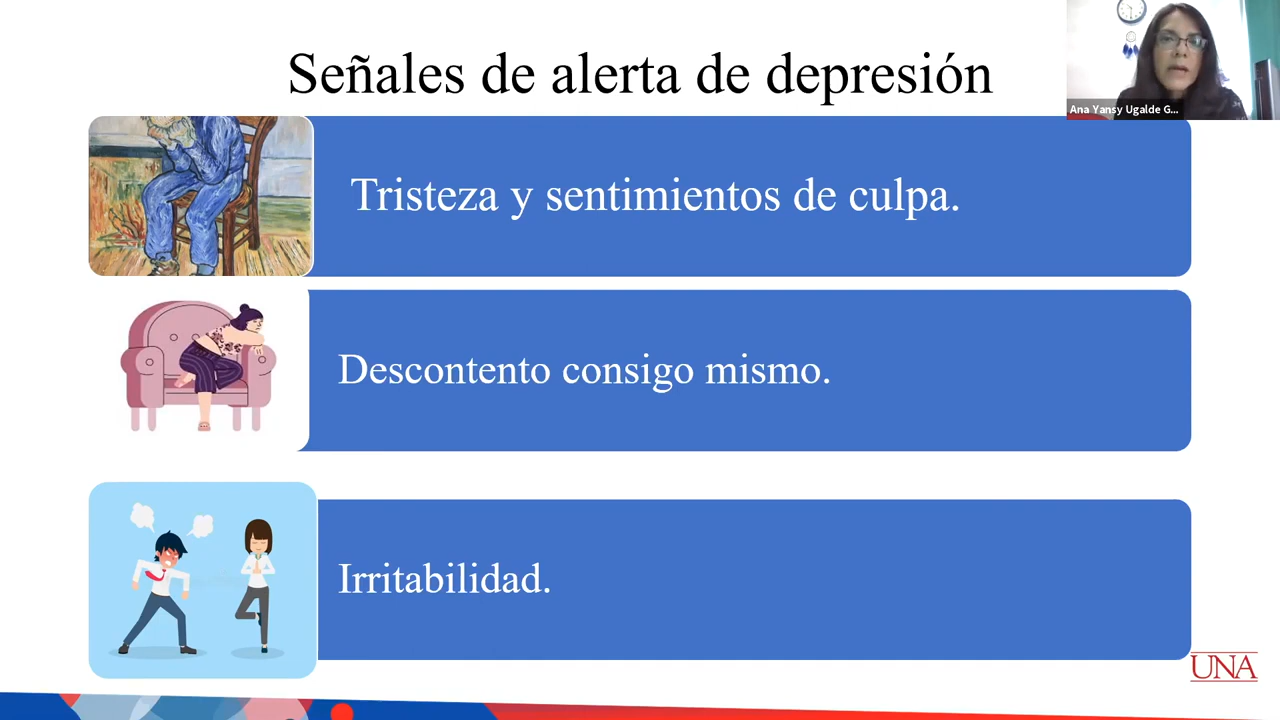 Señales de alerta de depresión
Ana Yansy Ugalde G...
Tristeza y sentimientos de culpa.
Descontento consigo mismo.
Irritabilidad.
UNA